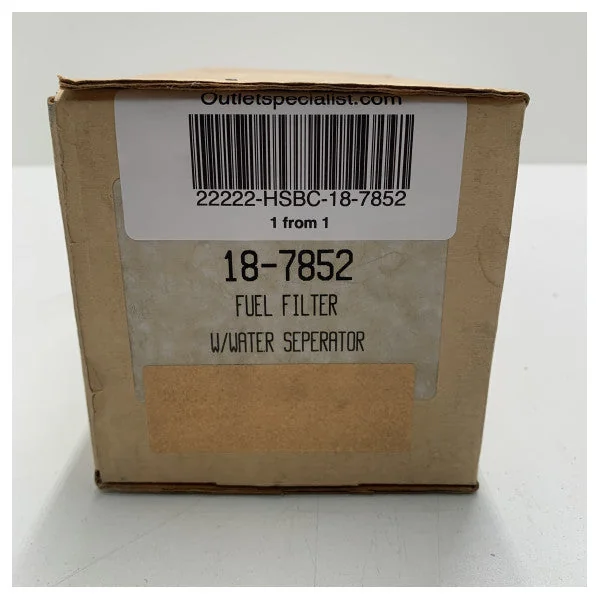 Outletspecialist.com
22222-HSBC-18-7852
1 from 1
18-7852
FUEL FILTER
W/WATER SEPERATOR